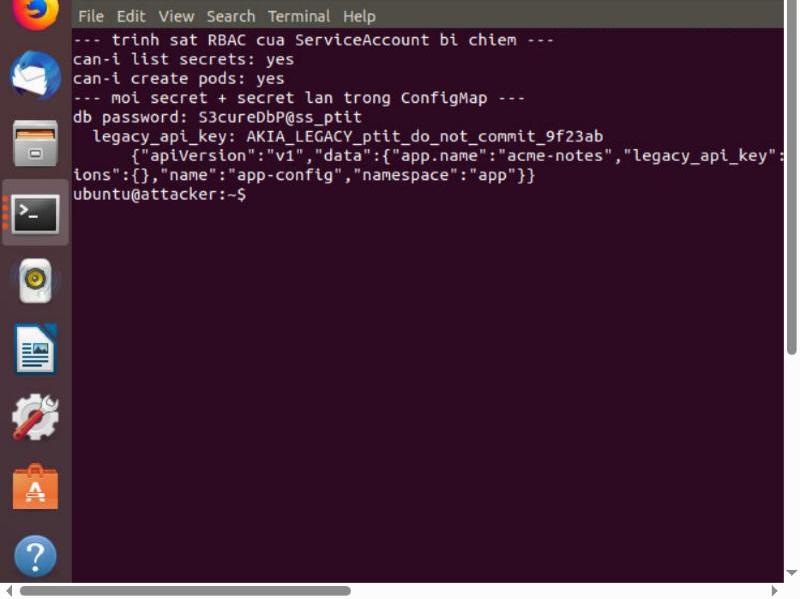 File Edit View Search Terminal Help
--- trinh sat RBAC cua ServiceAccount bi chiem ---
can-i list secrets: yes
can-i create pods: yes
--- moi secret + secret lan trong ConfigMap ---
db password: S3cureDbP@ss_ptit
  legacy_api_key: AKIA_LEGACY_ptit_do_not_commit_9f23ab
      {"apiVersion":"v1","data":{"app.name":"acme-notes","legacy_api_key":
ions":{},"name":"app-config","namespace":"app"}}
ubuntu@attacker:~$